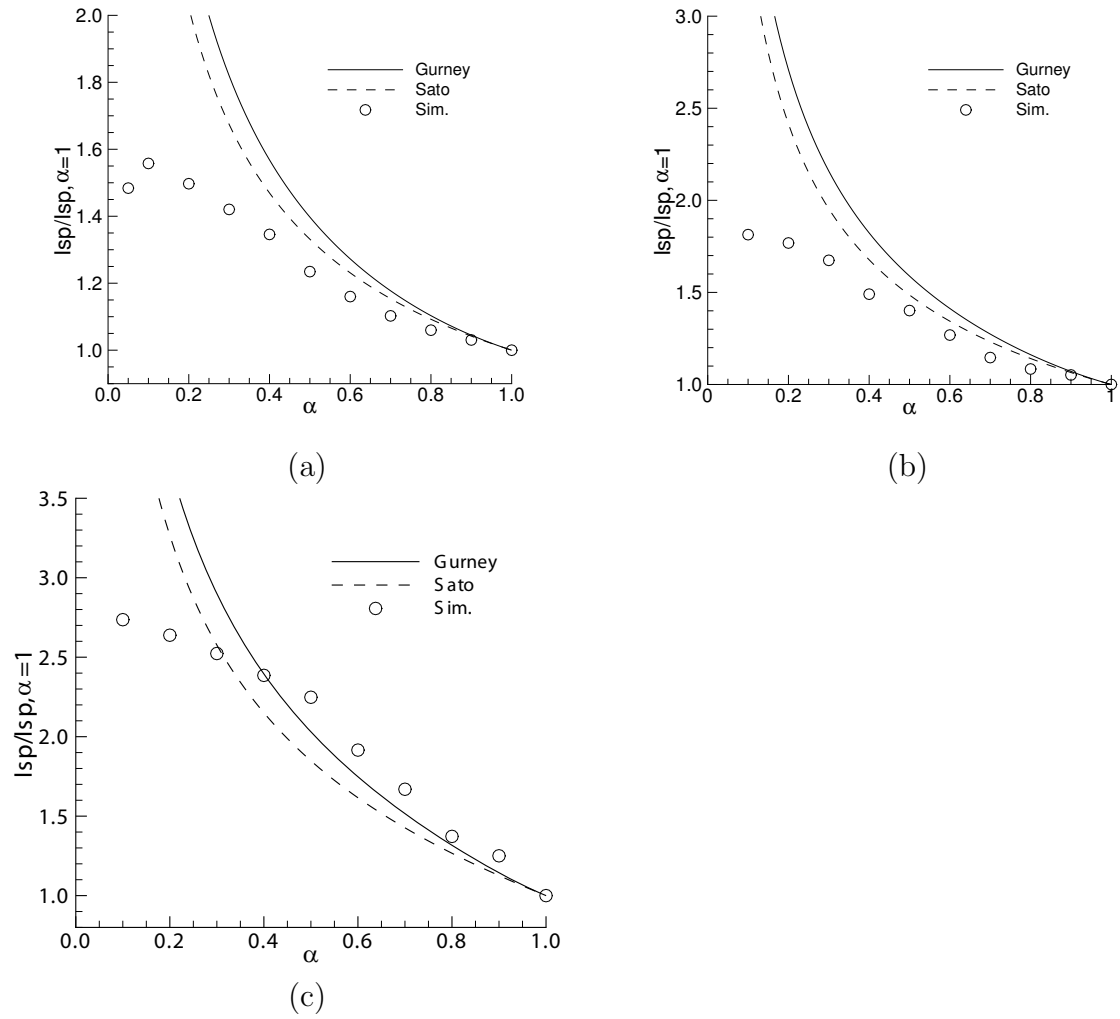 2.0
1.8
1.6
1.4
1.2
1.0
0.0 0.2 0.4 0.6 0.8 1.0
Isp/Isp, α=1
α
Gurney
Sato
Sim.
(a)
3.0
2.5
2.0
1.5
1.0
0 0.2 0.4 0.6 0.8 1
Isp/Isp, α=1
α
Gurney
Sato
Sim.
(b)
3.5
3.0
2.5
2.0
1.5
1.0
0.0 0.2 0.4 0.6 0.8 1.0
Isp/Isp,α=1
α
Gurney
Sato
Sim.
(c)